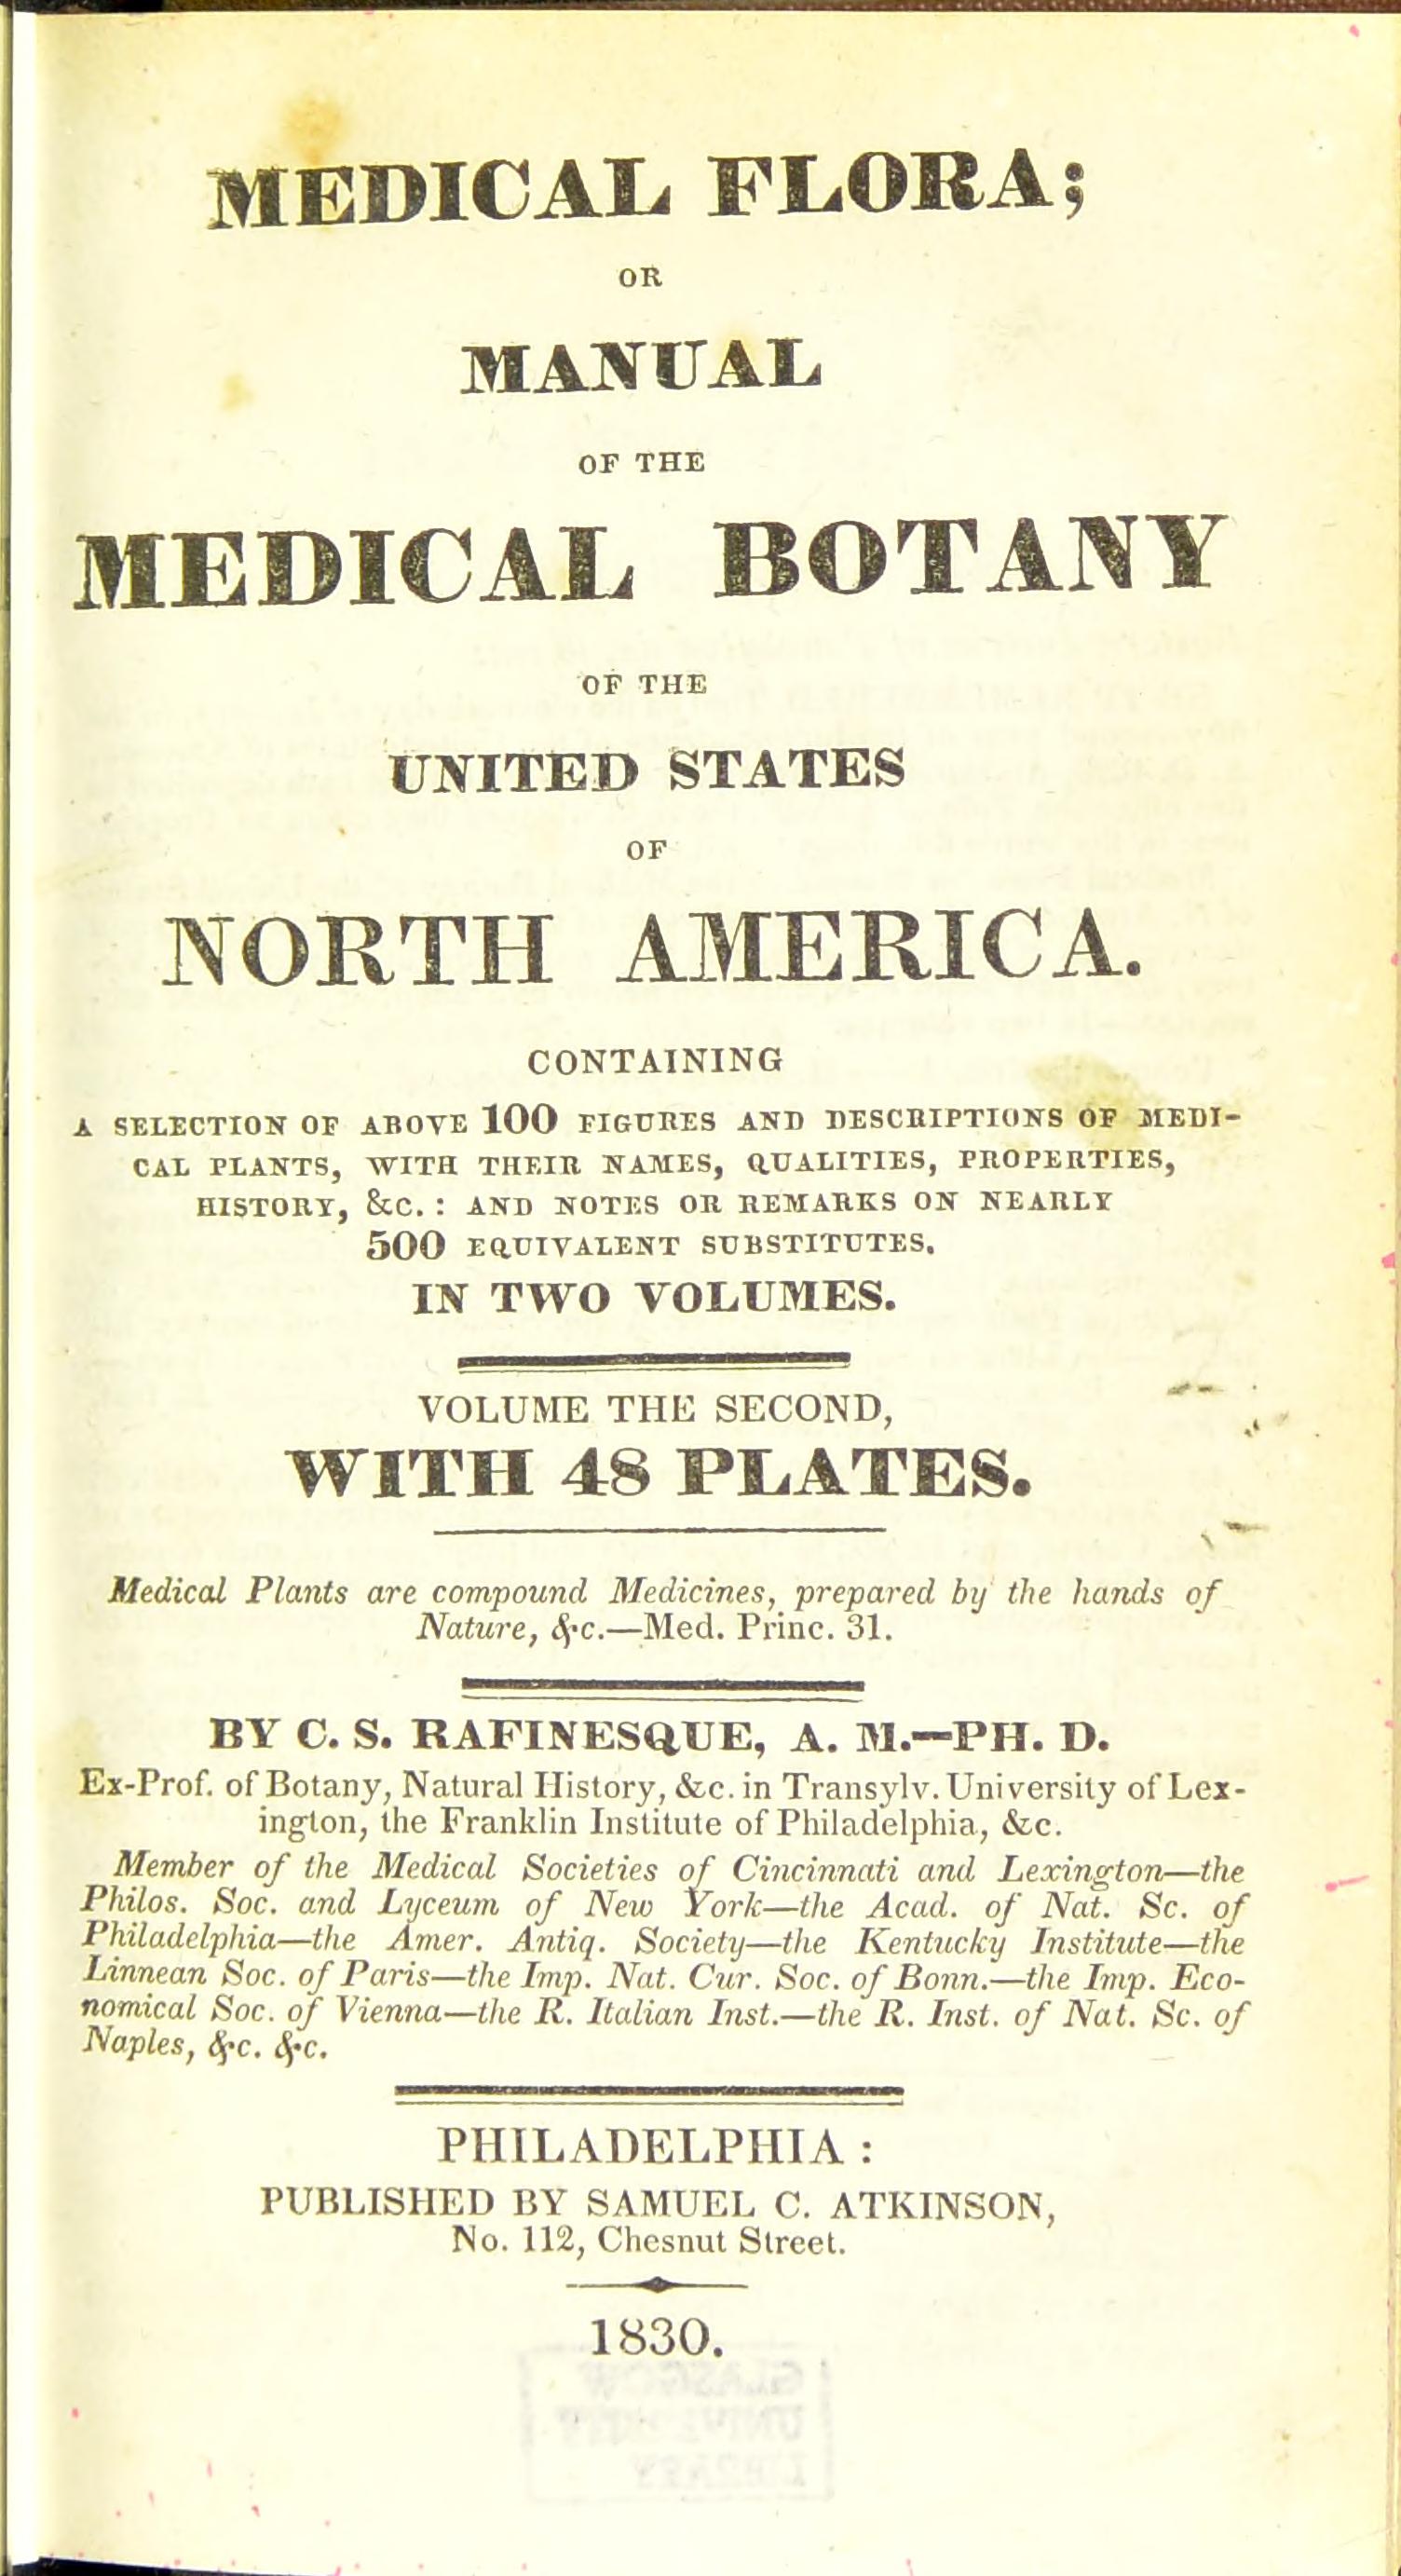 MEDICAL FLORA;
OR
MANUAL
OF THE
MEDICAL BOTANY
OF THE
UNITED STATES
OF
NORTH AMERICA.
CONTAINING
A SELECTION OF ABOVE 100 FIGURES AND DESCRIPTIONS OF MEDI-
CAL PLANTS, WITH THEIR NAMES, QUALITIES, PROPERTIES,
HISTORY, &C. : AND NOTES OR REMARKS ON NEARLY
500 EQUIVALENT SUBSTITUTES.
IN TWO VOLUMES.
VOLUME THE SECOND,
WITH 48 PLATES.
Medical Plants are compound Medicines, prepared by the hands of
Nature, &c.—Med. Princ. 31.
BY C. S. RAFINESQUE, A. M.—PH. D.
Ex-Prof. of Botany, Natural History, &c. in Transylv. University of Lex-
ington, the Franklin Institute of Philadelphia, &c.
Member of the Medical Societies of Cincinnati and Lexington—the
Philos. Soc. and Lyceum of New York—the Acad. of Nat. Sc. of
Philadelphia—the Amer. Antiq. Society—the Kentucky Institute—the
Linnean Soc. of Paris—the Imp. Nat. Cur. Soc. of Bonn.—the Imp. Eco-
nomical Soc. of Vienna—the R. Italian Inst.—the R. Inst. of Nat. Sc. of
Naples, &c. &c.
PHILADELPHIA :
PUBLISHED BY SAMUEL C. ATKINSON,
No. 112, Chesnut Street.
1830.
GLASGOW
UNIVERSITY
LIBRARY